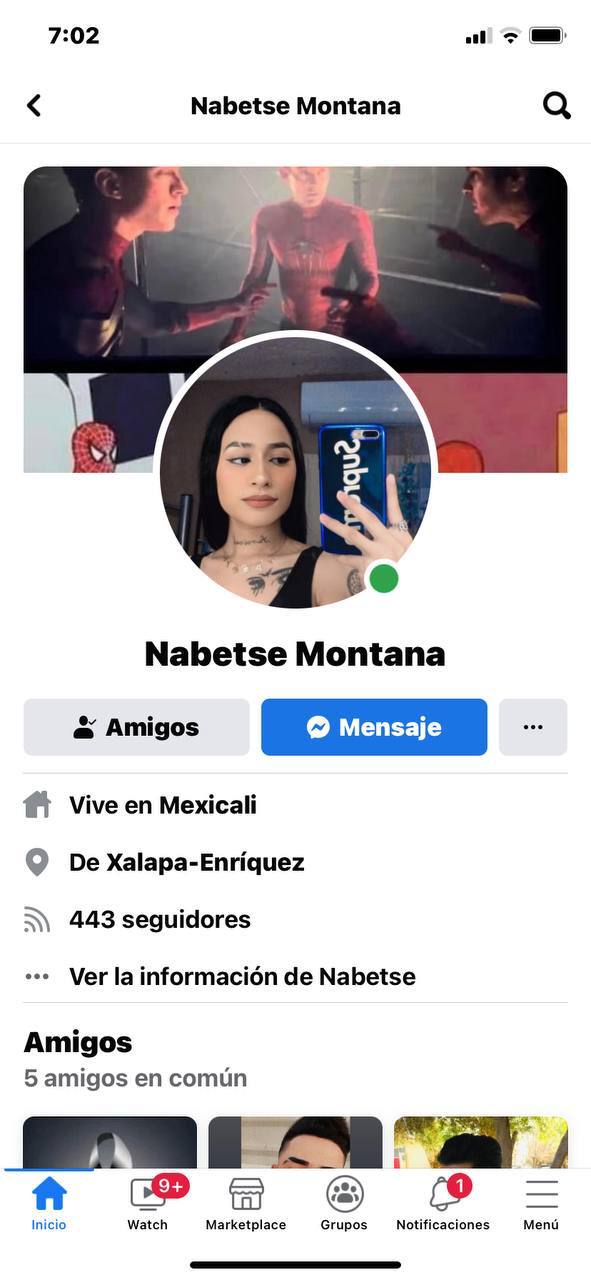 7:02
Nabetse Montana
Supreme
Nabetse Montana
Amigos
Mensaje
Vive en Mexicali
De Xalapa-Enríquez
443 seguidores
Ver la información de Nabetse
Amigos
5 amigos en común
9+
1
Inicio
Watch
Marketplace
Grupos
Notificaciones
Menú